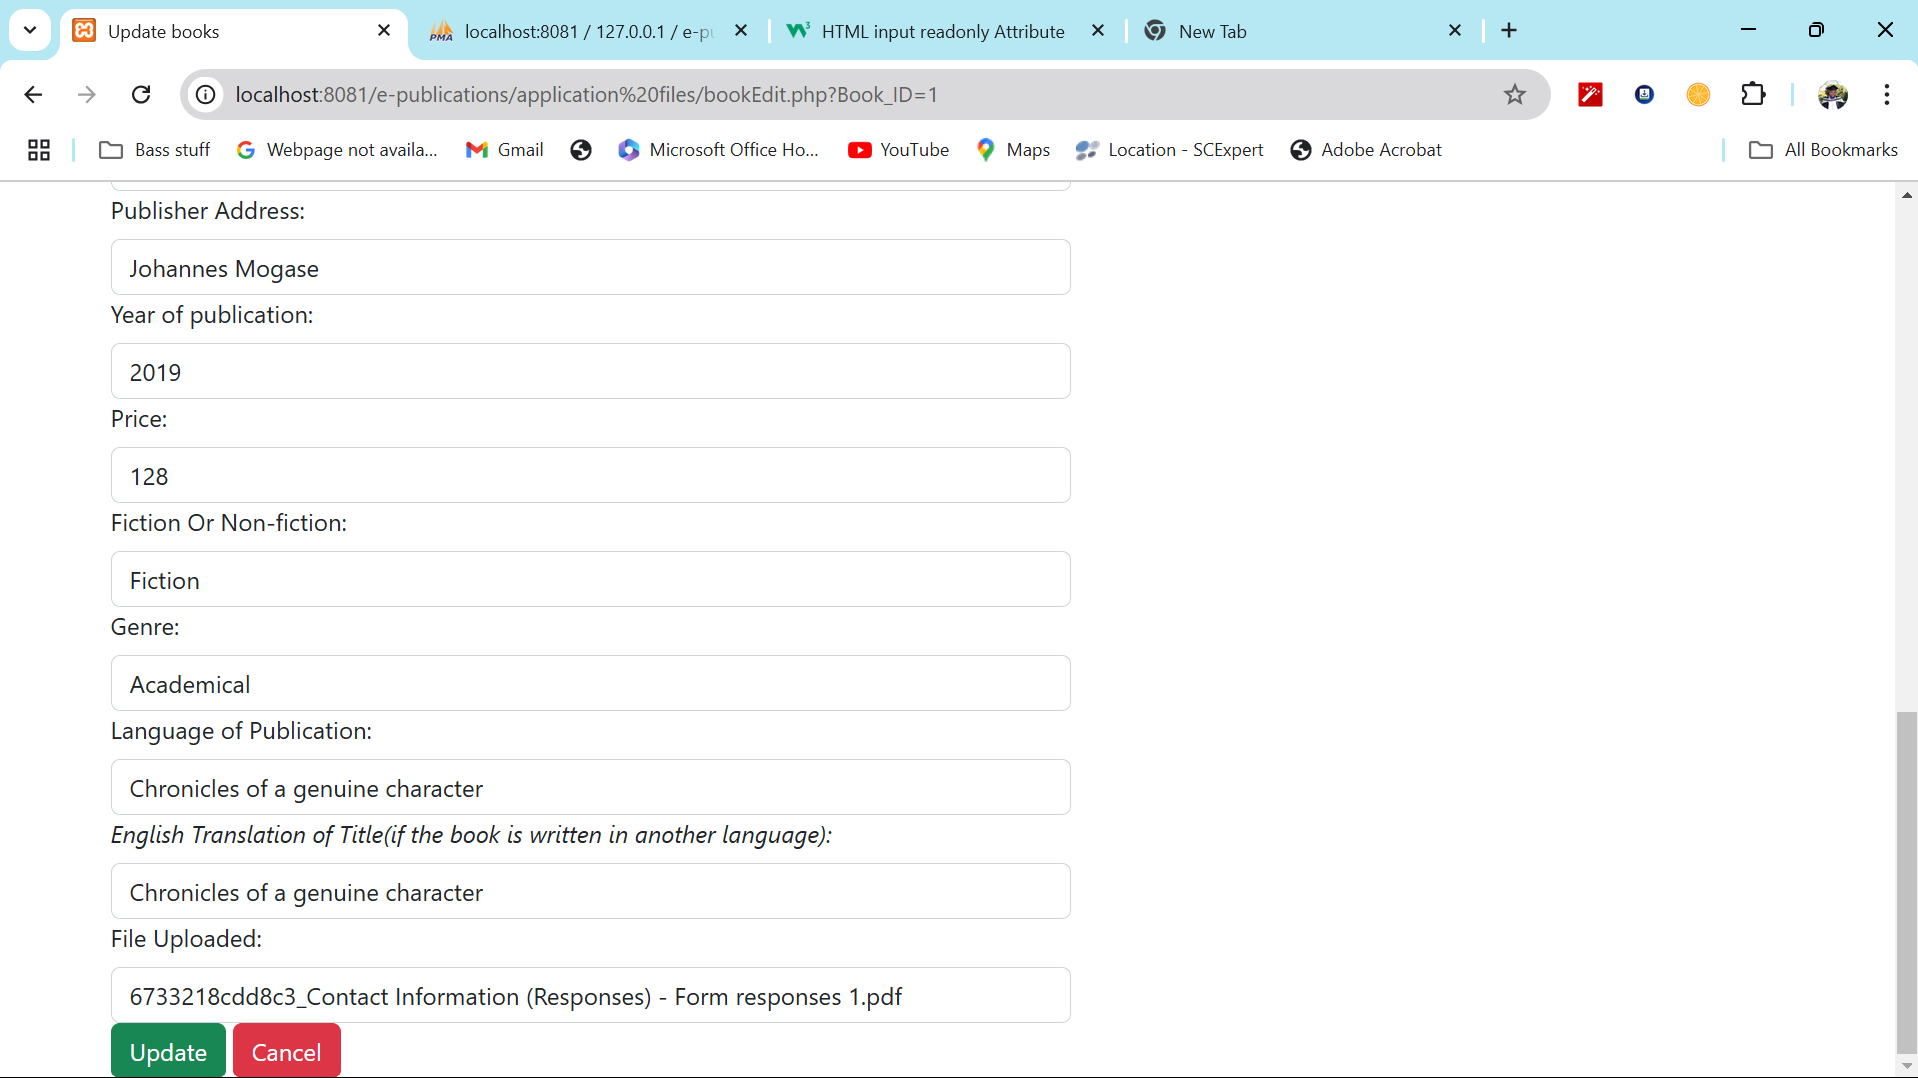 Update books
localhost:8081 / 127.0.0.1 / e-pu
HTML input readonly Attribute
New Tab
localhost:8081/e-publications/application%20files/bookEdit.php?Book_ID=1
Bass stuff
Webpage not availa...
Gmail
Microsoft Office Ho...
YouTube
Maps
Location - SCExpert
Adobe Acrobat
All Bookmarks
Publisher Address:
Johannes Mogase
Year of publication:
2019
Price:
128
Fiction Or Non-fiction:
Fiction
Genre:
Academical
Language of Publication:
Chronicles of a genuine character
English Translation of Title(if the book is written in another language):
Chronicles of a genuine character
File Uploaded:
6733218cdd8c3_Contact Information (Responses) - Form responses 1.pdf
Update Cancel